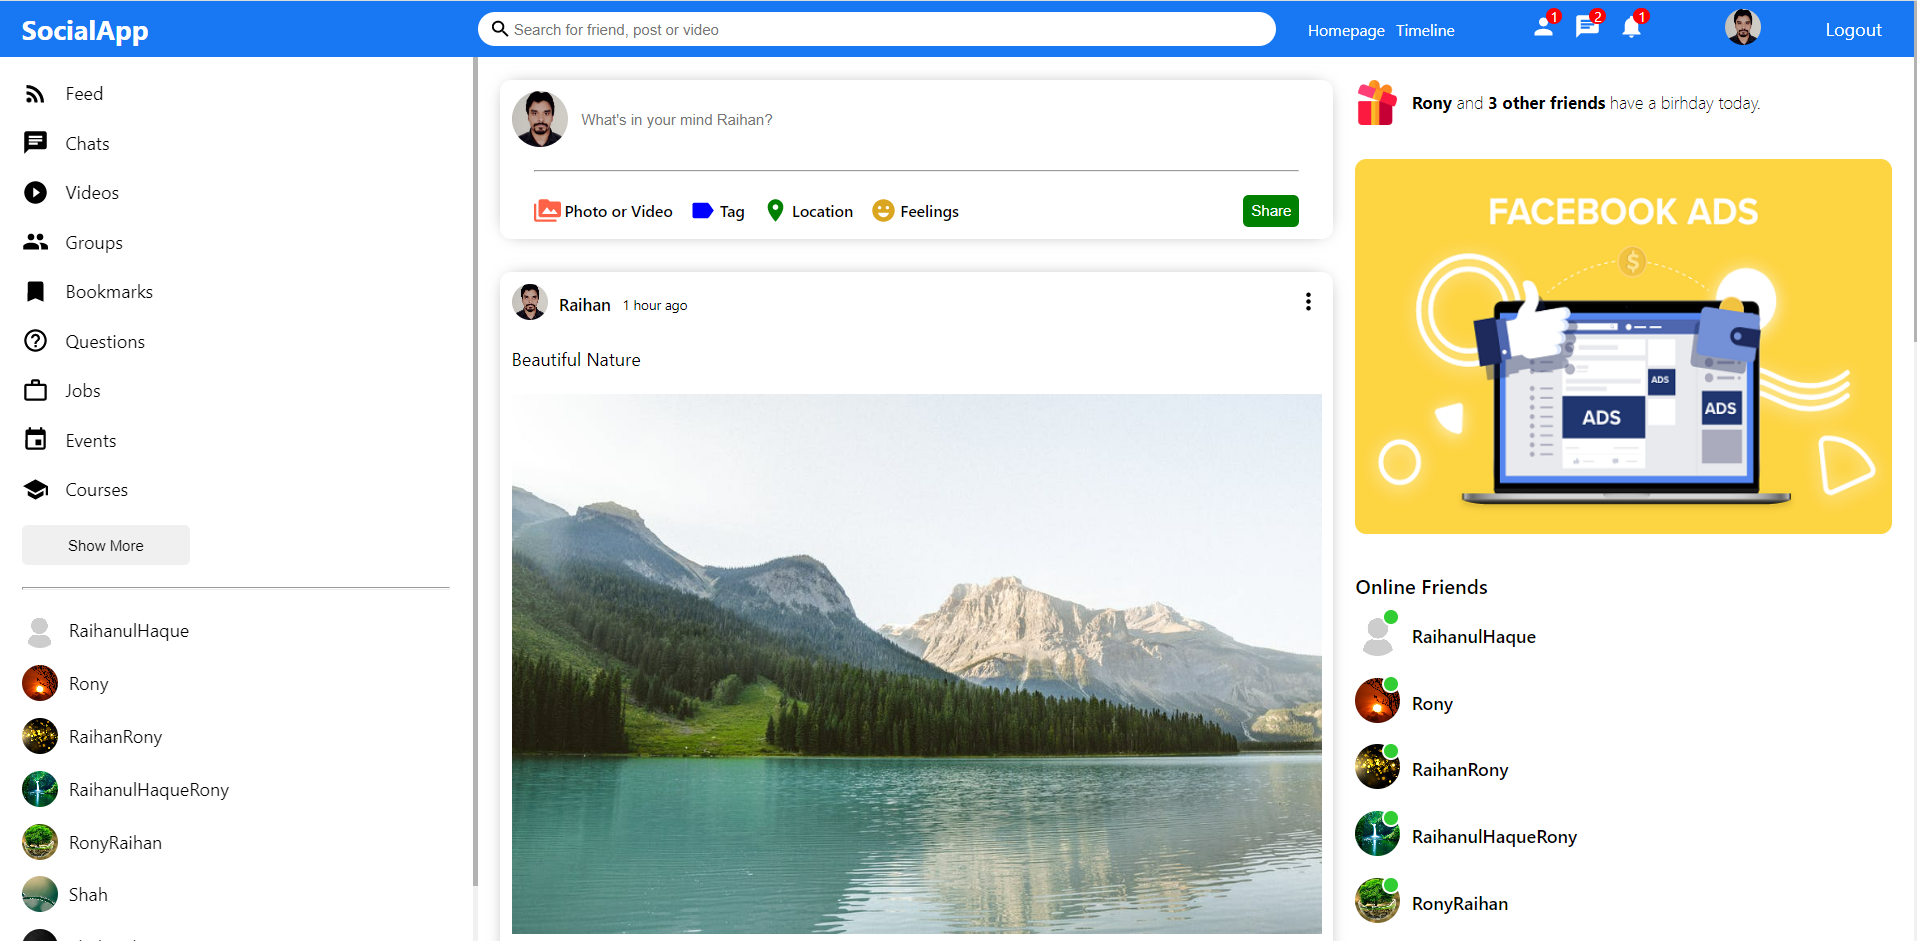 SocialApp
Search for friend, post or video
Homepage Timeline
1
2
1
Logout
Feed
Chats
Videos
Groups
Bookmarks
Questions
Jobs
Events
Courses
Show More
RaihanulHaque
Rony
RaihanRony
RaihanulHaqueRony
RonyRaihan
Shah
What's in your mind Raihan?
Photo or Video
Tag
Location
Feelings
Share
Raihan 1 hour ago
Beautiful Nature
Rony and 3 other friends have a birhday today.
FACEBOOK ADS
$
ADS
ADS
ADS
Online Friends
RaihanulHaque
Rony
RaihanRony
RaihanulHaqueRony
RonyRaihan